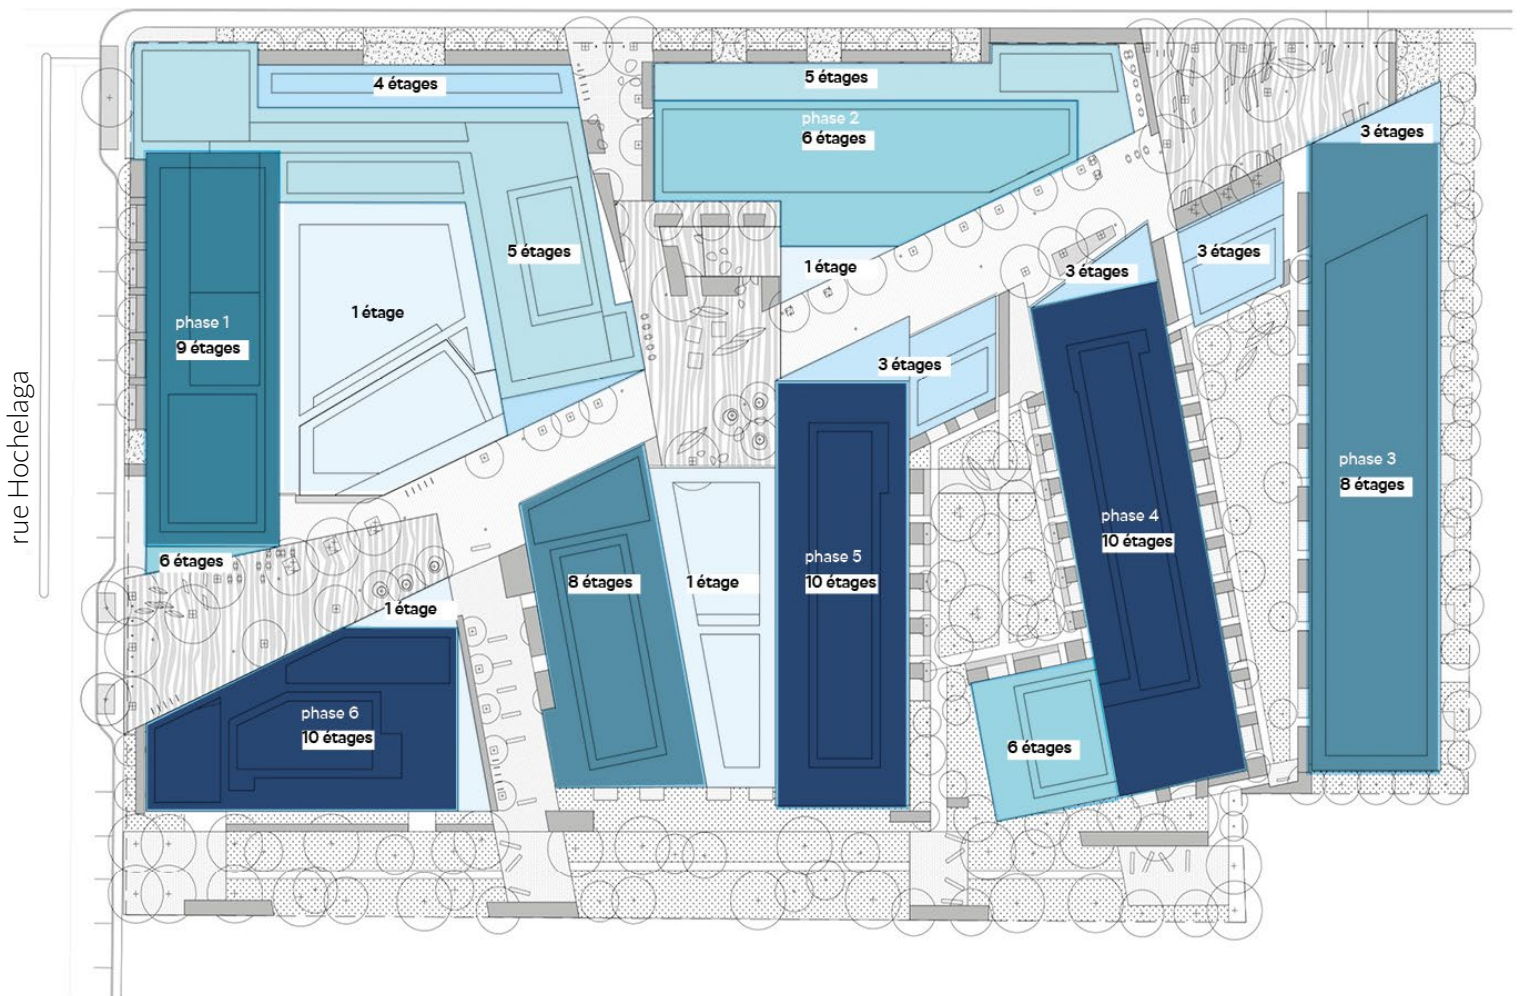 4 étages
5 étages
phase 2
6 étages
3 étages
5 étages
1 étage
3 étages
3 étages
1 étage
phase 1
9 étages
3 étages
rue Hochelaga
phase 3
8 étages
phase 4
10 étages
6 étages
8 étages
1 étage
phase 5
10 étages
1 étage
phase 6
10 étages
6 étages